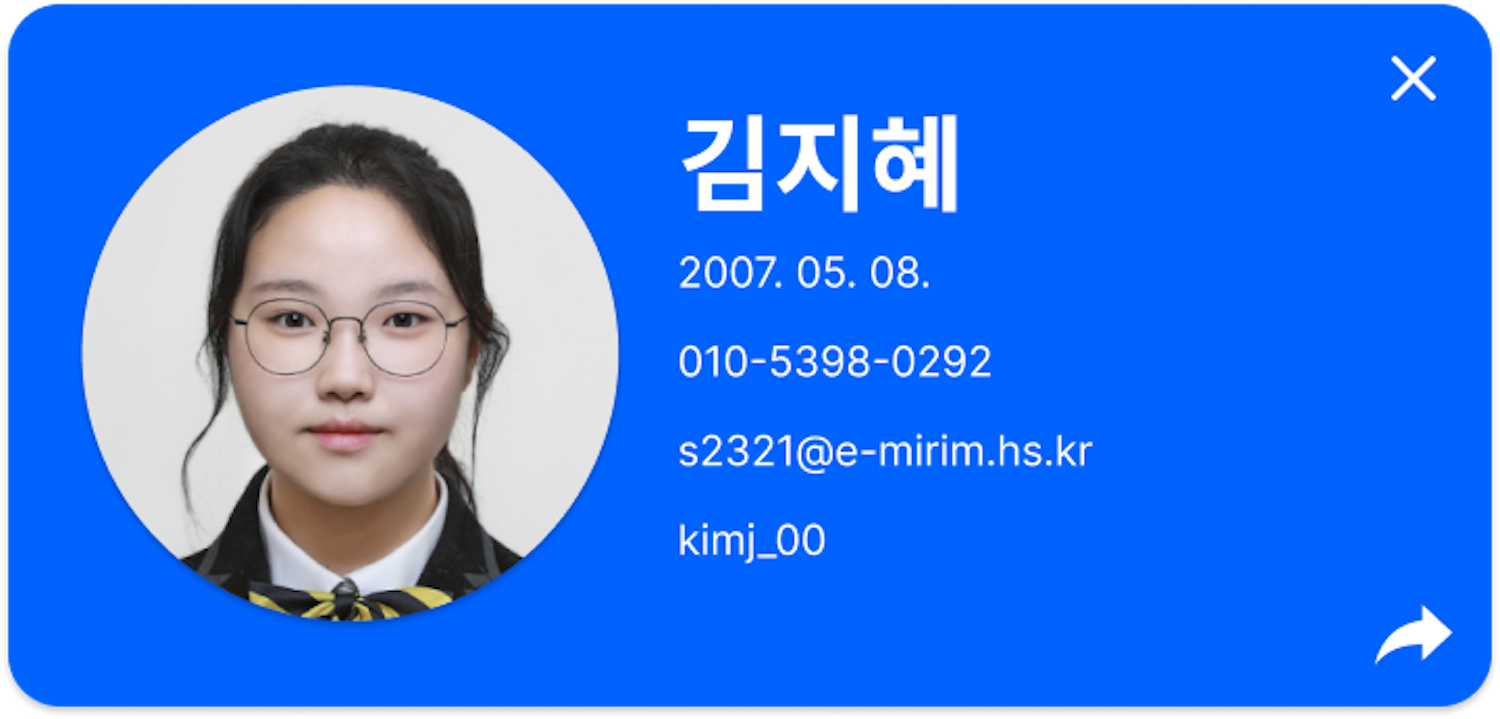 김지혜
2007. 05. 08.
010-5398-0292
s2321@e-mirim.hs.kr
kimj_00